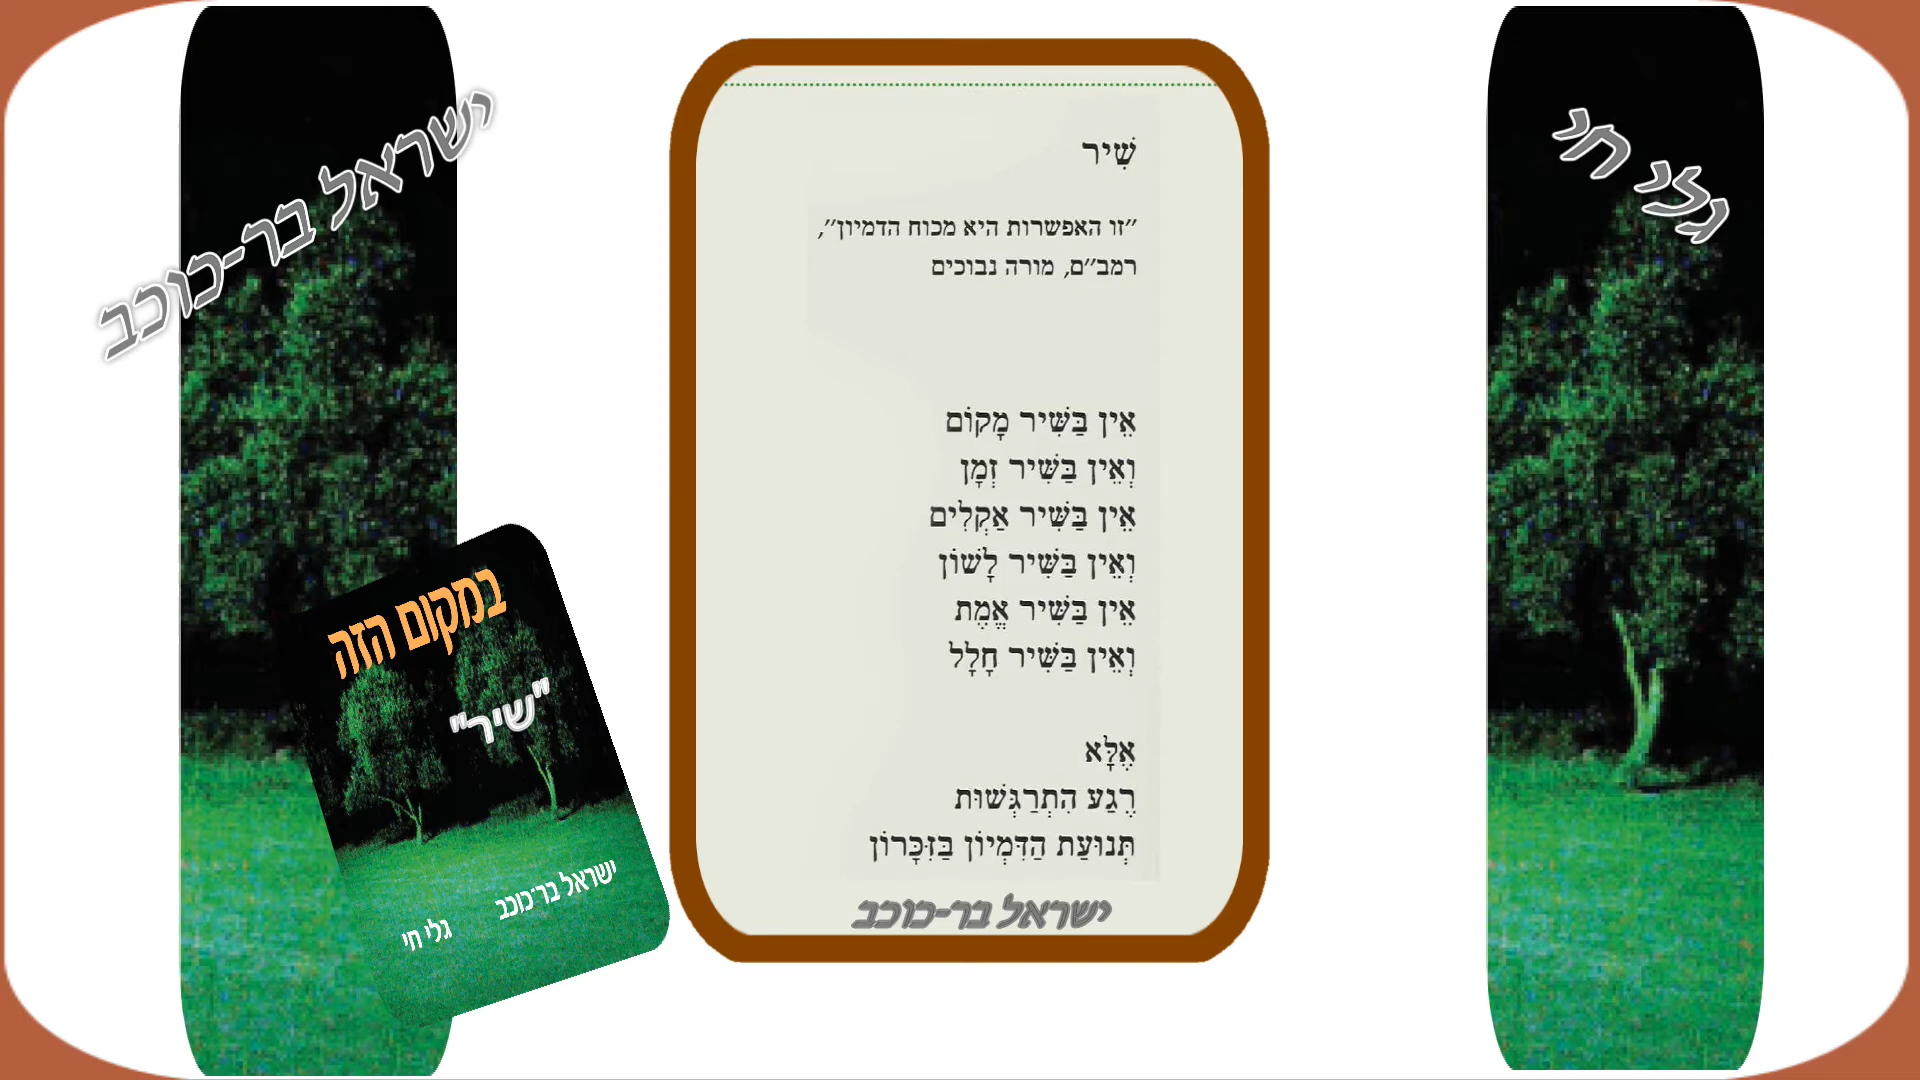 ישראל בר-כוכב
גלי חי
שִׁיר
״זו האפשרות היא מכוח הדמיון״,
רמב״ם, מורה נבוכים
אֵין בַּשִּׁיר מָקוֹם
וְאֵין בַּשִּׁיר זְמָן
אֵין בַּשִּׁיר אַקְלִים
וְאֵין בַּשִּׁיר לָשׁוֹן
אֵין בַּשִּׁיר אֱמֶת
וְאֵין בַּשִּׁיר חָלָל
אֶלָּא
רֶגַע הִתְרַגְּשׁוּת
תְּנוּעַת הַדִּמְיוֹן בַּזִּכָּרוֹן
ישראל בר-כוכב
במקום הזה
"שיר"
ישראל בר־כוכב
גלי חי